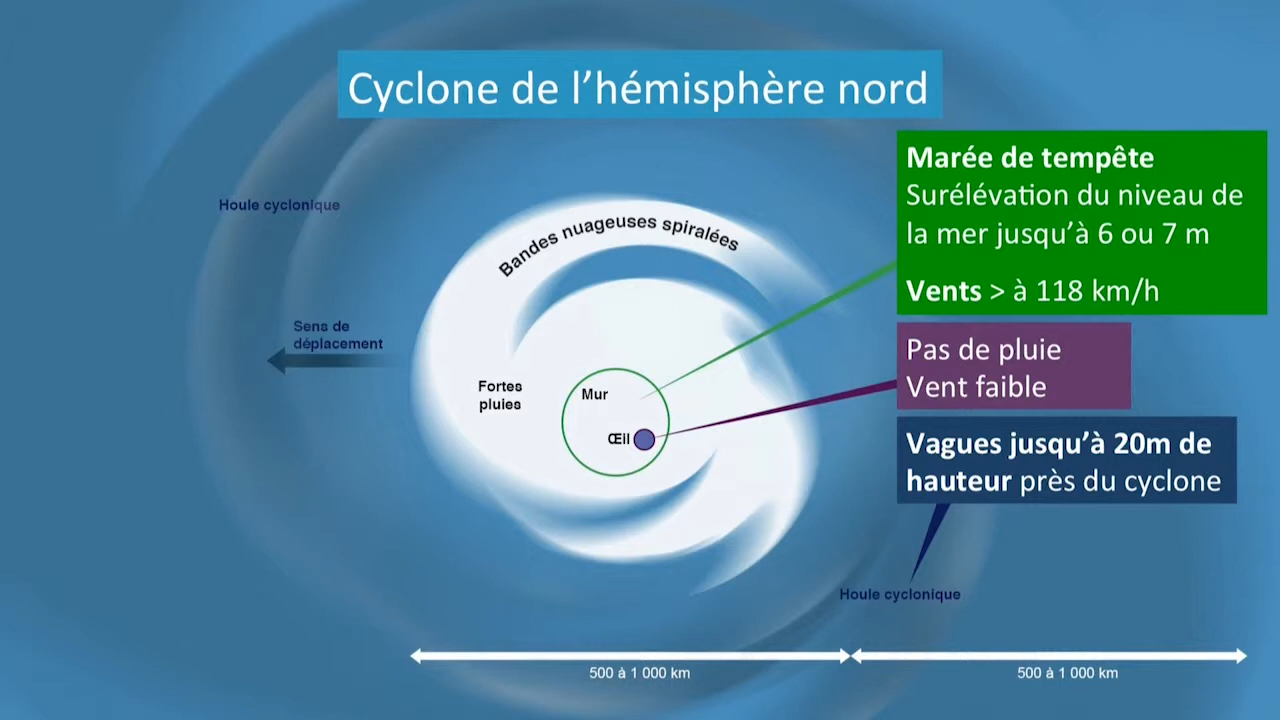 Cyclone de l’hémisphère nord
Marée de tempête
Surélévation du niveau de
la mer jusqu’à 6 ou 7 m
Vents > à 118 km/h
Houle cyclonique
Bandes nuageuses spiralées
Sens de
déplacement
Pas de pluie
Vent faible
Fortes
pluies
Mur
Œil
Vagues jusqu’à 20m de
hauteur près du cyclone
Houle cyclonique
500 à 1 000 km
500 à 1 000 km